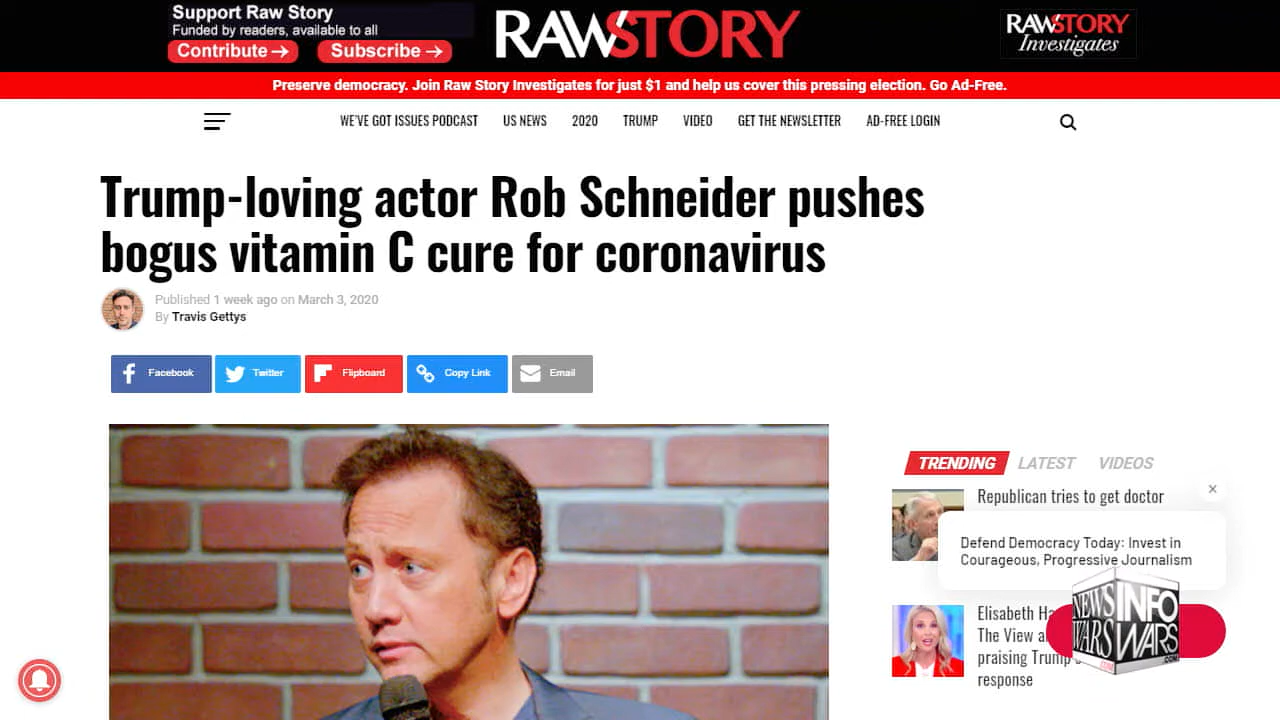 Support Raw Story
Funded by readers, available to all
Contribute →
Subscribe →
RAWSTORY
RAWSTORY
Investigates
Preserve democracy. Join Raw Story Investigates for just $1 and help us cover this pressing election. Go Ad-Free.
WE'VE GOT ISSUES PODCAST
US NEWS
2020
TRUMP
VIDEO
GET THE NEWSLETTER
AD-FREE LOGIN
Trump-loving actor Rob Schneider pushes
bogus vitamin C cure for coronavirus
Published 1 week ago on March 3, 2020
By Travis Gettys
Facebook
Twitter
Flipboard
Copy Link
Email
TRENDING
LATEST
VIDEOS
Republican tries to get doctor
Defend Democracy Today: Invest in
Courageous, Progressive Journalism
Elisabeth
The View
praising
response
NEWS
WARS
.COM
INFO
WARS